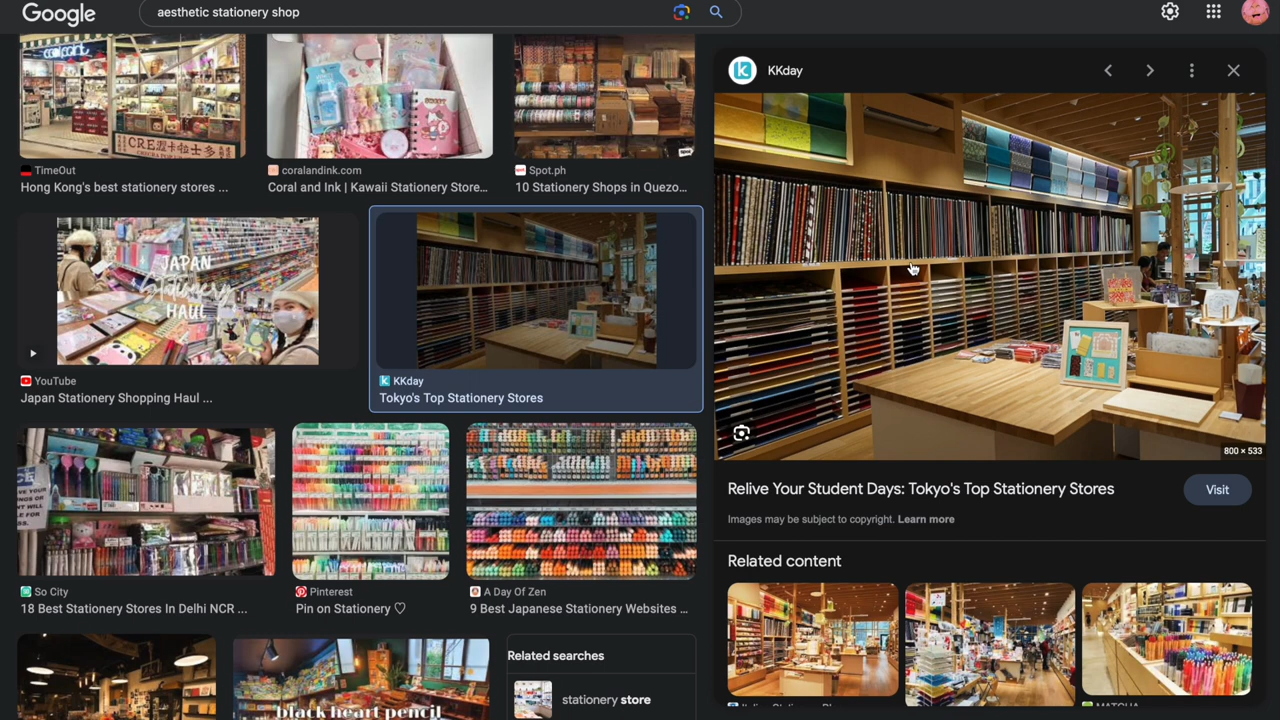 Google
aesthetic stationery shop
TimeOut
Hong Kong's best stationery stores ...
coralandink.com
Coral and Ink | Kawaii Stationery Store...
Spot.ph
10 Stationery Shops in Quezo...
JAPAN
Stationery
HAUL
YouTube
Japan Stationery Shopping Haul ...
KKday
Tokyo's Top Stationery Stores
So City
18 Best Stationery Stores In Delhi NCR ...
Pinterest
Pin on Stationery ♡
A Day Of Zen
9 Best Japanese Stationery Websites ...
black heart pencil
Related searches
stationery store
KKday
800 × 533
Relive Your Student Days: Tokyo's Top Stationery Stores
Visit
Images may be subject to copyright. Learn more
Related content
MATCHA